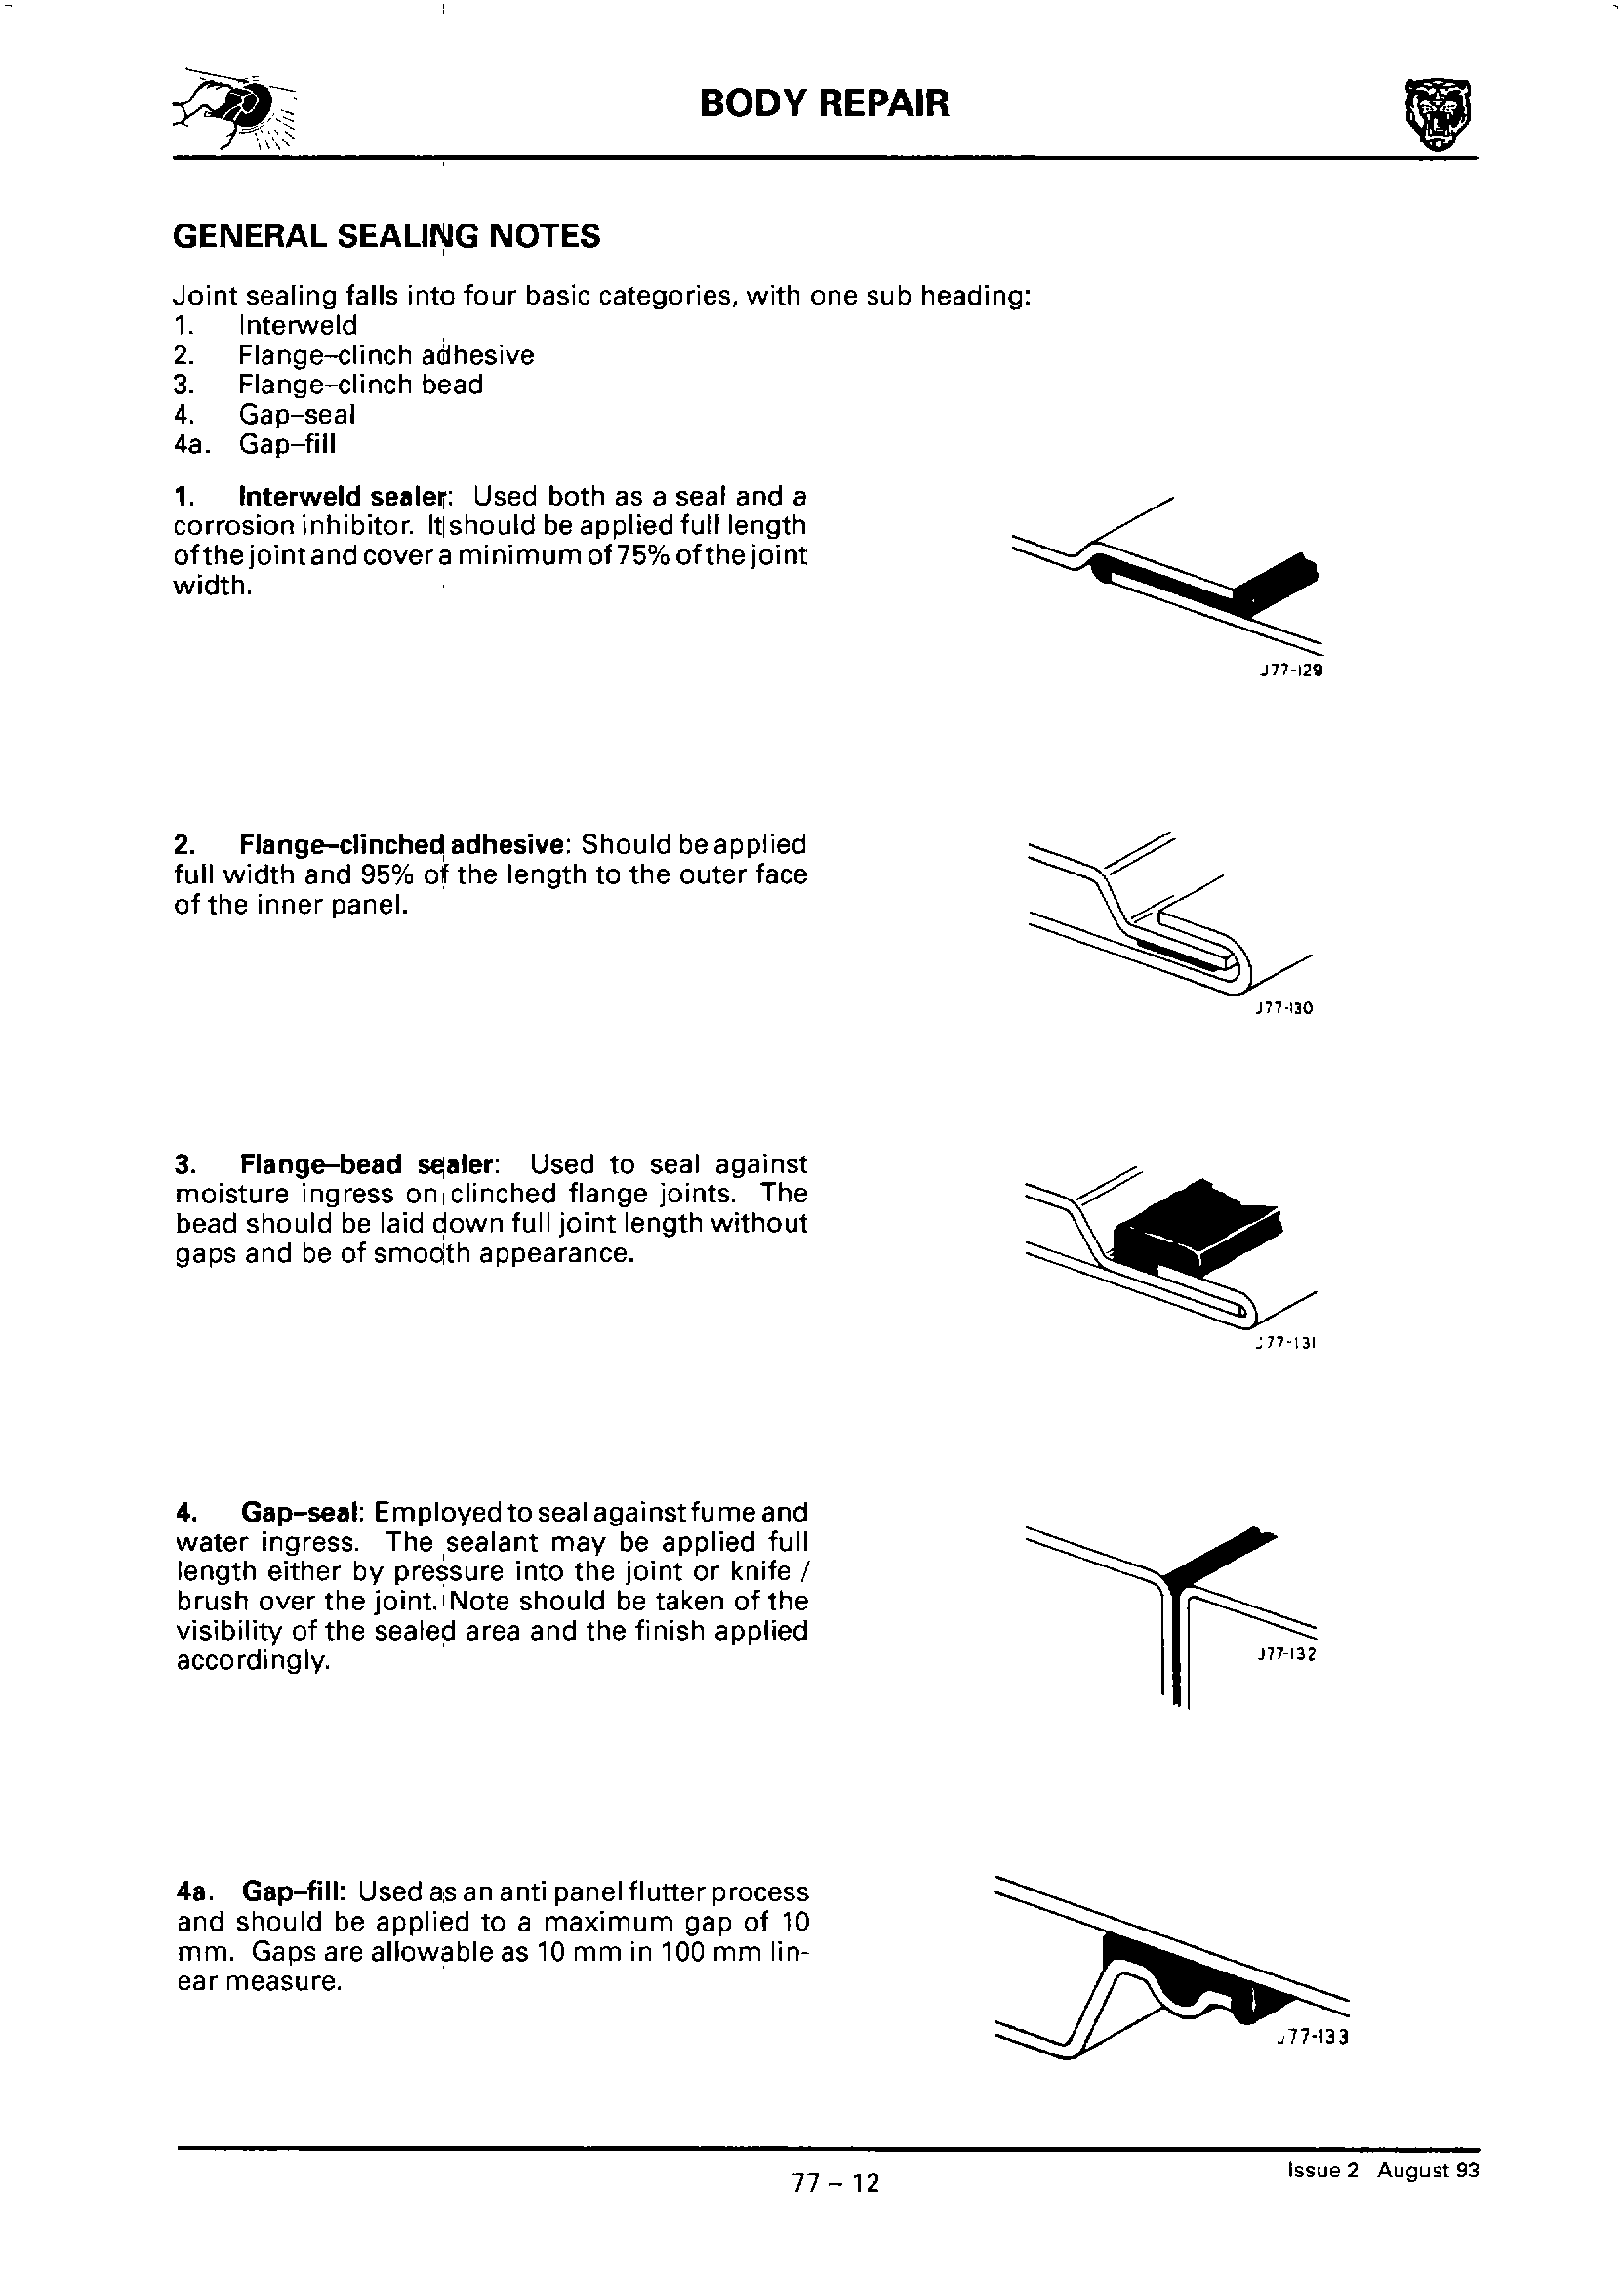 BODY REPAIR
GENERAL SEALING NOTES
Joint sealing falls into four basic categories, with one sub heading:
1. Interweld
2. Flange–clinch adhesive
3. Flange–clinch bead
4. Gap–seal
4a. Gap–fill
1. Interweld sealer: Used both as a seal and a
corrosion inhibitor. It should be applied full length
of the joint and cover a minimum of 75% of the joint
width.
J77-129
2. Flange–clinched adhesive: Should be applied
full width and 95% of the length to the outer face
of the inner panel.
J77-130
3. Flange–bead sealer: Used to seal against
moisture ingress on clinched flange joints. The
bead should be laid down full joint length without
gaps and be of smooth appearance.
J77-131
4. Gap–seal: Employed to seal against fume and
water ingress. The sealant may be applied full
length either by pressure into the joint or knife /
brush over the joint. Note should be taken of the
visibility of the sealed area and the finish applied
accordingly.
J77-132
4a. Gap–fill: Used as an anti panel flutter process
and should be applied to a maximum gap of 10
mm. Gaps are allowable as 10 mm in 100 mm lin-
ear measure.
J77-133
77 – 12
Issue 2 August 93